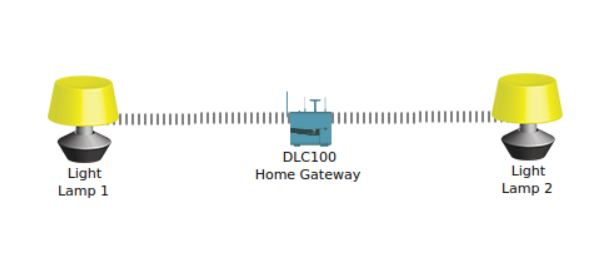 Light
Lamp 1
DLC100
Home Gateway
Light
Lamp 2